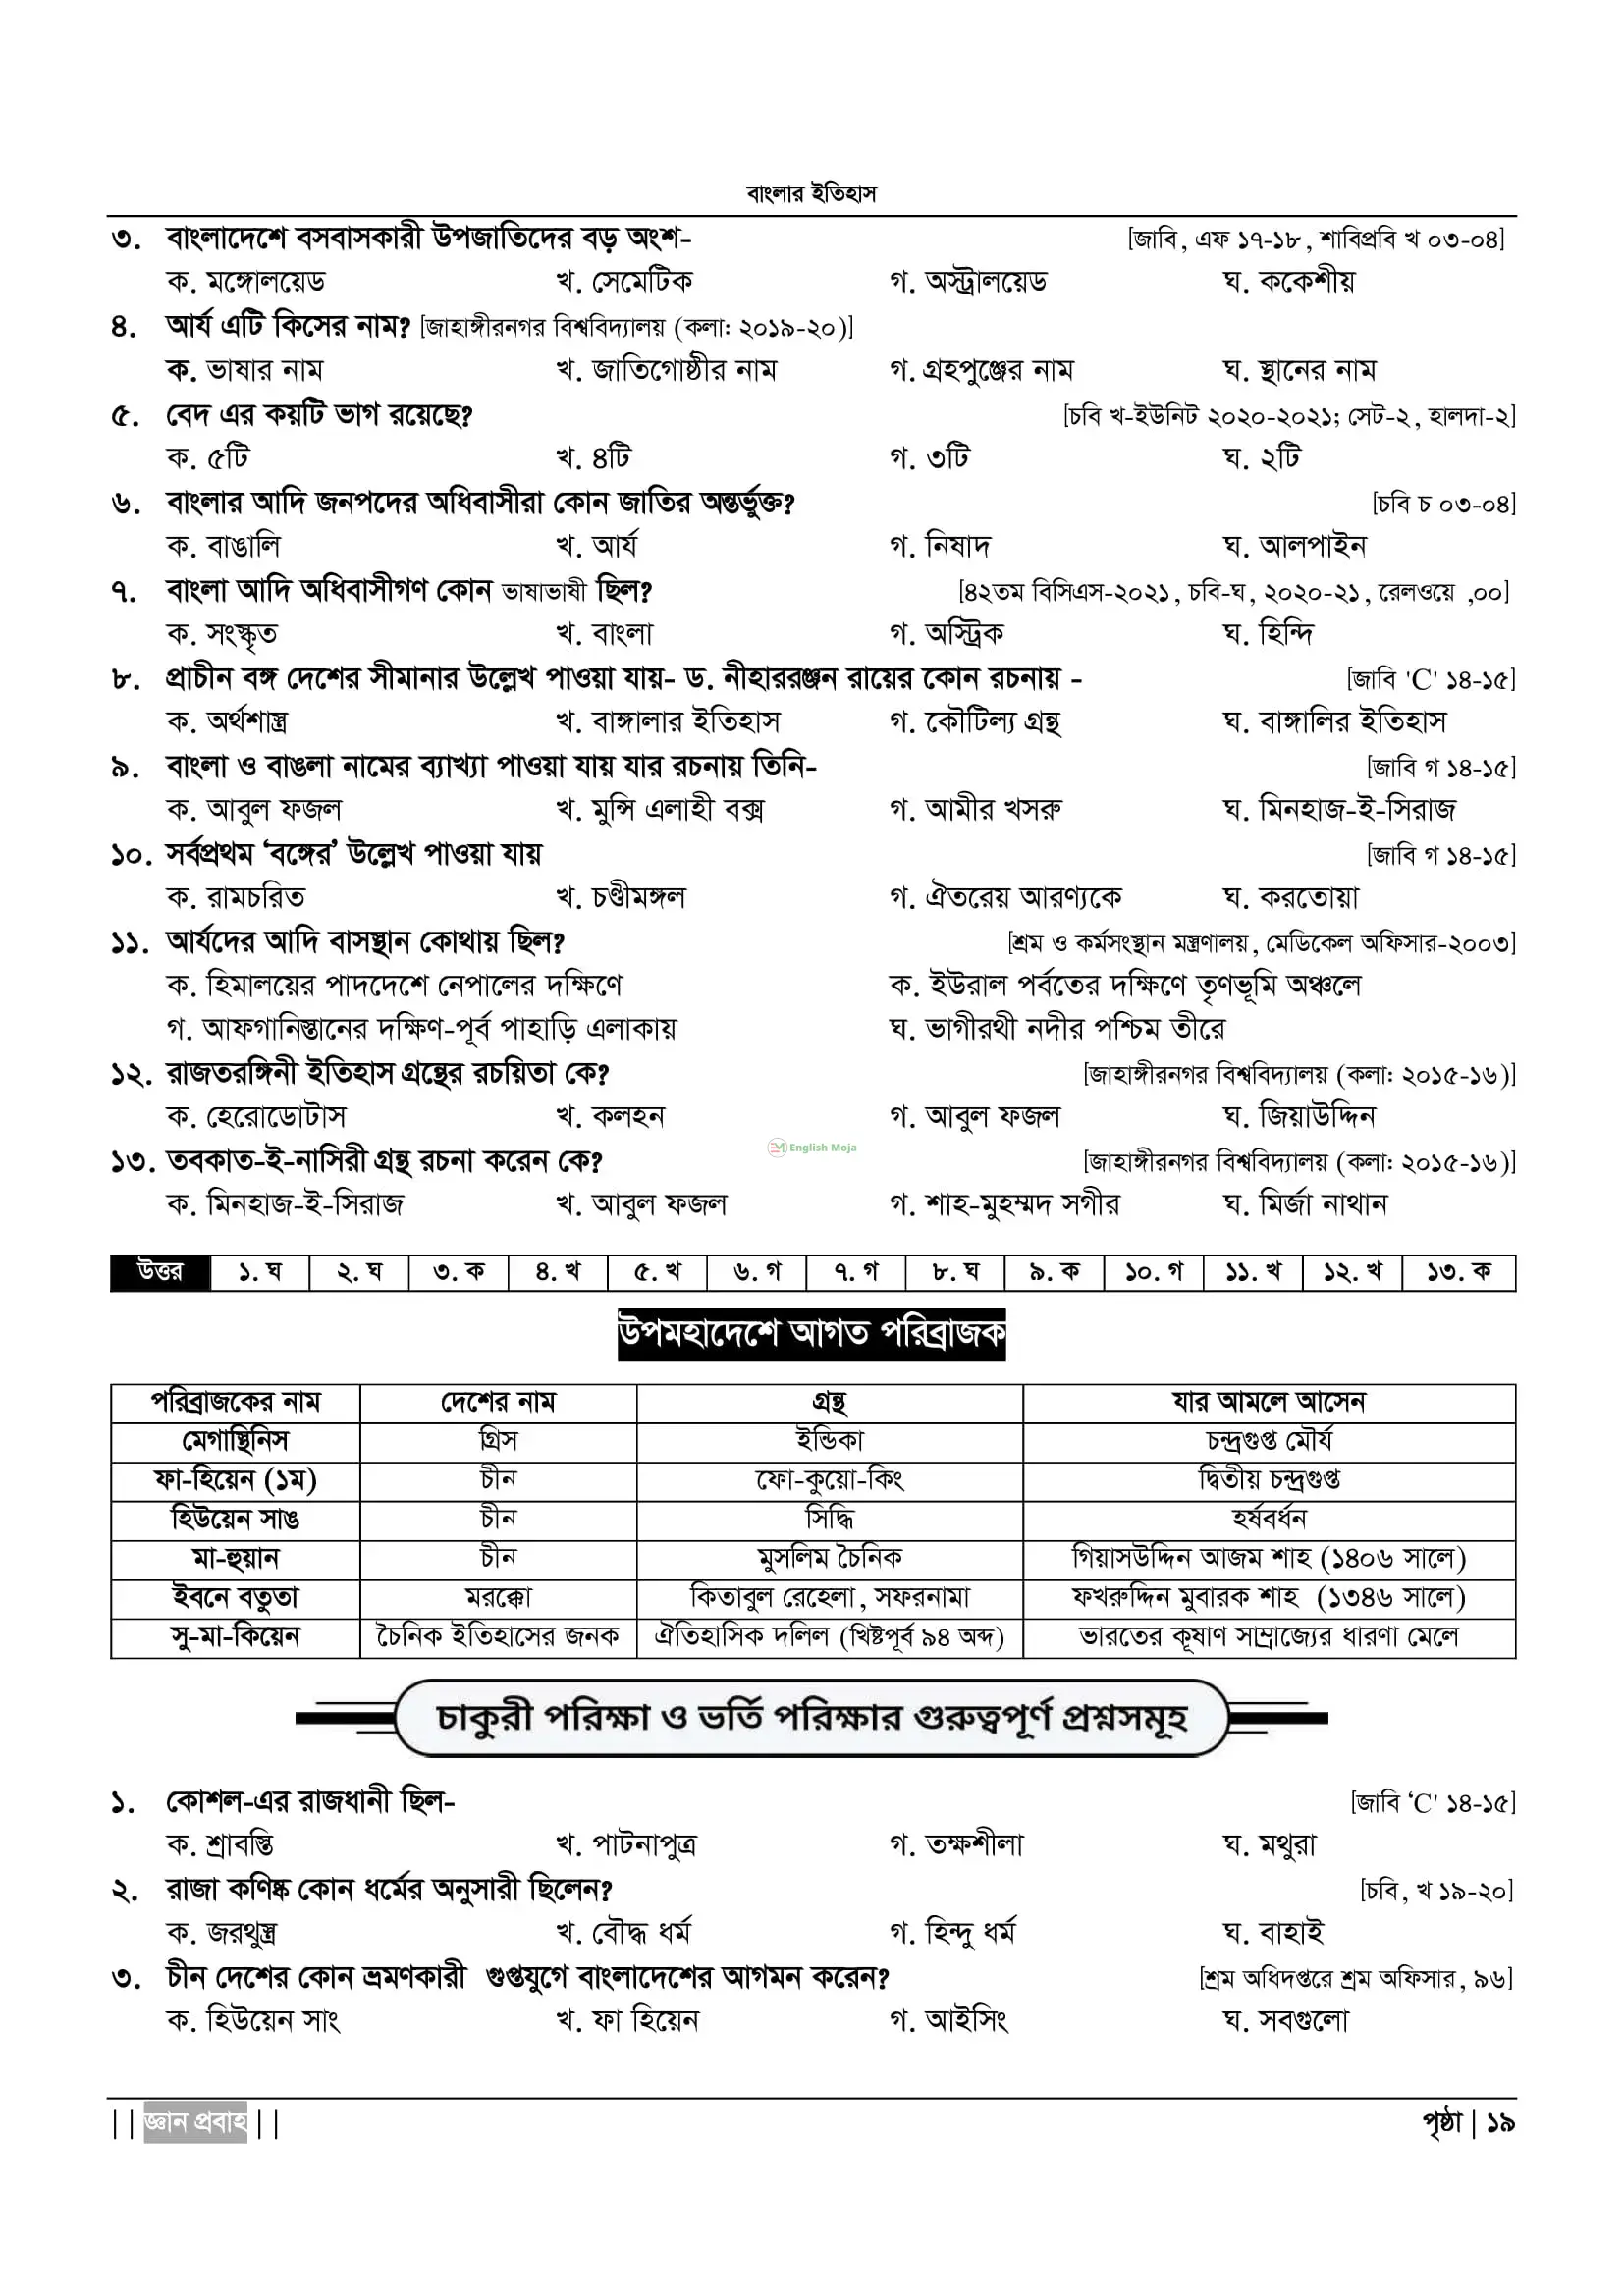 বাংলার ইতিহাস
৩. বাংলাদেশে বসবাসকারী উপজাতিদের বড় অংশ- [জাবি, এফ ১৭-১৮, শাবিপ্রবি খ ০৩-০৪]
ক. মঙ্গোলয়েড খ. সেমেটিক গ. অস্ট্রালয়েড ঘ. ককেশীয়
৪. আর্য এটি কিসের নাম? [জাহাঙ্গীরনগর বিশ্ববিদ্যালয় (কলা: ২০১৯-২০)]
ক. ভাষার নাম খ. জাতিগোষ্ঠীর নাম গ. গ্রহপুঞ্জের নাম ঘ. স্থানের নাম
৫. বেদ এর কয়টি ভাগ রয়েছে? [চবি খ-ইউনিট ২০২০-২০২১; সেট-২, হালদা-২]
ক. ৫টি খ. ৪টি গ. ৩টি ঘ. ২টি
৬. বাংলার আদি জনপদের অধিবাসীরা কোন জাতির অন্তর্ভুক্ত? [চবি চ ০৩-০৪]
ক. বাঙালি খ. আর্য গ. নিষাদ ঘ. আলপাইন
৭. বাংলা আদি অধিবাসীগণ কোন ভাষাভাষী ছিল? [৪২তম বিসিএস-২০২১, চবি-ঘ, ২০২০-২১, রেলওয়ে ,০০]
ক. সংস্কৃত খ. বাংলা গ. অস্ট্রিক ঘ. হিন্দি
৮. প্রাচীন বঙ্গ দেশের সীমানার উল্লেখ পাওয়া যায়- ড. নীহাররঞ্জন রায়ের কোন রচনায় - [জাবি 'C' ১৪-১৫]
ক. অর্থশাস্ত্র খ. বাঙ্গালার ইতিহাস গ. কৌটিল্য গ্রন্থ ঘ. বাঙ্গালির ইতিহাস
৯. বাংলা ও বাঙলা নামের ব্যাখ্যা পাওয়া যায় যার রচনায় তিনি- [জাবি গ ১৪-১৫]
ক. আবুল ফজল খ. মুন্সি এলাহী বক্স গ. আমীর খসরু ঘ. মিনহাজ-ই-সিরাজ
১০. সর্বপ্রথম ‘বঙ্গের’ উল্লেখ পাওয়া যায় [জাবি গ ১৪-১৫]
ক. রামচরিত খ. চণ্ডীমঙ্গল গ. ঐতরেয় আরণ্যকে ঘ. করতোয়া
১১. আর্যদের আদি বাসস্থান কোথায় ছিল? [শ্রম ও কর্মসংস্থান মন্ত্রণালয়, মেডিকেল অফিসার-২০০৩]
ক. হিমালয়ের পাদদেশে নেপালের দক্ষিণে ক. ইউরাল পর্বতের দক্ষিণে তৃণভূমি অঞ্চলে
গ. আফগানিস্তানের দক্ষিণ-পূর্ব পাহাড়ি এলাকায় ঘ. ভাগীরথী নদীর পশ্চিম তীরে
১২. রাজতরঙ্গিনী ইতিহাস গ্রন্থের রচয়িতা কে? [জাহাঙ্গীরনগর বিশ্ববিদ্যালয় (কলা: ২০১৫-১৬)]
ক. হেরোডোটাস খ. কলহন গ. আবুল ফজল ঘ. জিয়াউদ্দিন
English Moja
১৩. তবকাত-ই-নাসিরী গ্রন্থ রচনা করেন কে? [জাহাঙ্গীরনগর বিশ্ববিদ্যালয় (কলা: ২০১৫-১৬)]
ক. মিনহাজ-ই-সিরাজ খ. আবুল ফজল গ. শাহ-মুহম্মদ সগীর ঘ. মির্জা নাথান
উত্তর ১. ঘ ২. ঘ ৩. ক ৪. খ ৫. খ ৬. গ ৭. গ ৮. ঘ ৯. ক ১০. গ ১১. খ ১২. খ ১৩. ক
উপমহাদেশে আগত পরিব্রাজক
পরিব্রাজকের নাম দেশের নাম গ্রন্থ যার আমলে আসেন
মেগাস্থিনিস গ্রিস ইন্ডিকা চন্দ্রগুপ্ত মৌর্য
ফা-হিয়েন (১ম) চীন ফো-কুয়ো-কিং দ্বিতীয় চন্দ্রগুপ্ত
হিউয়েন সাঙ চীন সিদ্ধি হর্ষবর্ধন
মা-হুয়ান চীন মুসলিম চৈনিক গিয়াসউদ্দিন আজম শাহ (১৪০৬ সালে)
ইবনে বতুতা মরক্কো কিতাবুল রেহেলা, সফরনামা ফখরুদ্দিন মুবারক শাহ (১৩৪৬ সালে)
সু-মা-কিয়েন চৈনিক ইতিহাসের জনক ঐতিহাসিক দলিল (খিষ্টপূর্ব ৯৪ অব্দ) ভারতের কূষাণ সাম্রাজ্যের ধারণা মেলে
চাকুরী পরিক্ষা ও ভর্তি পরিক্ষার গুরুত্বপূর্ণ প্রশ্নসমূহ
১. কোশল-এর রাজধানী ছিল- [জাবি ‘C' ১৪-১৫]
ক. শ্রাবস্তি খ. পাটনাপুত্র গ. তক্ষশীলা ঘ. মথুরা
২. রাজা কণিষ্ক কোন ধর্মের অনুসারী ছিলেন? [চবি, খ ১৯-২০]
ক. জরথুস্ত্র খ. বৌদ্ধ ধর্ম গ. হিন্দু ধর্ম ঘ. বাহাই
৩. চীন দেশের কোন ভ্রমণকারী গুপ্তযুগে বাংলাদেশের আগমন করেন? [শ্রম অধিদপ্তরে শ্রম অফিসার, ৯৬]
ক. হিউয়েন সাং খ. ফা হিয়েন গ. আইসিং ঘ. সবগুলো
|| জ্ঞান প্রবাহ || পৃষ্ঠা | ১৯